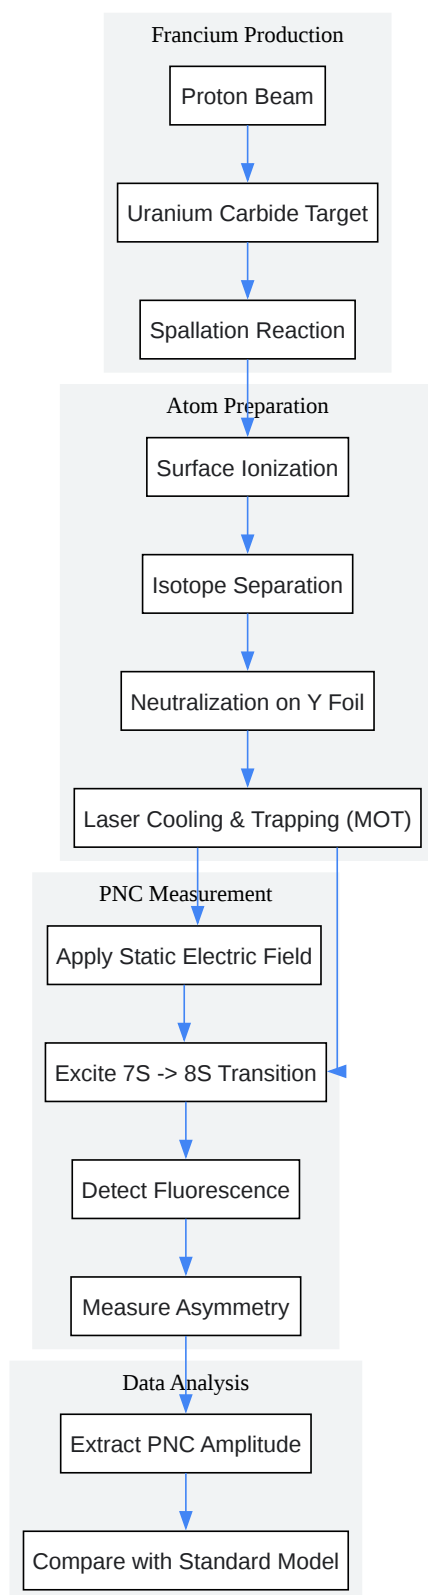 Francium Production
Proton Beam
Uranium Carbide Target
Spallation Reaction
Atom Preparation
Surface Ionization
Isotope Separation
Neutralization on Y Foil
Laser Cooling & Trapping (MOT)
PNC Measurement
Apply Static Electric Field
Excite 7S -> 8S Transition
Detect Fluorescence
Measure Asymmetry
Data Analysis
Extract PNC Amplitude
Compare with Standard Model